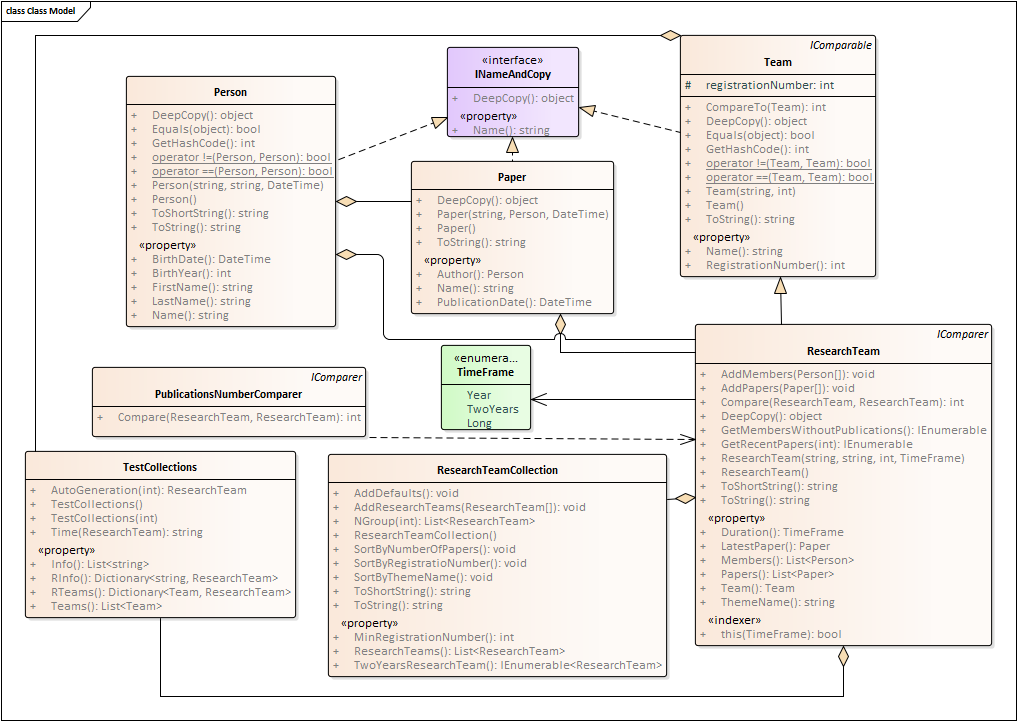 class Class Model
Person
+ DeepCopy(): object
+ Equals(object): bool
+ GetHashCode(): int
+ operator !=(Person, Person): bool
+ operator ==(Person, Person): bool
+ Person(string, string, DateTime)
+ Person()
+ ToShortString(): string
+ ToString(): string
«property»
+ BirthDate(): DateTime
+ BirthYear(): int
+ FirstName(): string
+ LastName(): string
+ Name(): string
«interface»
INameAndCopy
+ DeepCopy(): object
«property»
+ Name(): string
IComparable
Team
# registrationNumber: int
+ CompareTo(Team): int
+ DeepCopy(): object
+ Equals(object): bool
+ GetHashCode(): int
+ operator !=(Team, Team): bool
+ operator ==(Team, Team): bool
+ Team(string, int)
+ Team()
+ ToString(): string
«property»
+ Name(): string
+ RegistrationNumber(): int
Paper
+ DeepCopy(): object
+ Paper(string, Person, DateTime)
+ Paper()
+ ToString(): string
«property»
+ Author(): Person
+ Name(): string
+ PublicationDate(): DateTime
«enumera...
TimeFrame
Year
TwoYears
Long
IComparer
PublicationsNumberComparer
+ Compare(ResearchTeam, ResearchTeam): int
IComparer
ResearchTeam
+ AddMembers(Person[]): void
+ AddPapers(Paper[]): void
+ Compare(ResearchTeam, ResearchTeam): int
+ DeepCopy(): object
+ GetMembersWithoutPublications(): IEnumerable
+ GetRecentPapers(int): IEnumerable
+ ResearchTeam(string, string, int, TimeFrame)
+ ResearchTeam()
+ ToShortString(): string
+ ToString(): string
«property»
+ Duration(): TimeFrame
+ LatestPaper(): Paper
+ Members(): List<Person>
+ Papers(): List<Paper>
+ Team(): Team
+ ThemeName(): string
«indexer»
+ this(TimeFrame): bool
TestCollections
+ AutoGeneration(int): ResearchTeam
+ TestCollections()
+ TestCollections(int)
+ Time(ResearchTeam): string
«property»
+ Info(): List<string>
+ RInfo(): Dictionary<string, ResearchTeam>
+ RTeams(): Dictionary<Team, ResearchTeam>
+ Teams(): List<Team>
ResearchTeamCollection
+ AddDefaults(): void
+ AddResearchTeams(ResearchTeam[]): void
+ NGroup(int): List<ResearchTeam>
+ ResearchTeamCollection()
+ SortByNumberOfPapers(): void
+ SortByRegistratioNumber(): void
+ SortByThemeName(): void
+ ToShortString(): string
+ ToString(): string
«property»
+ MinRegistrationNumber(): int
+ ResearchTeams(): List<ResearchTeam>
+ TwoYearsResearchTeam(): IEnumerable<ResearchTeam>